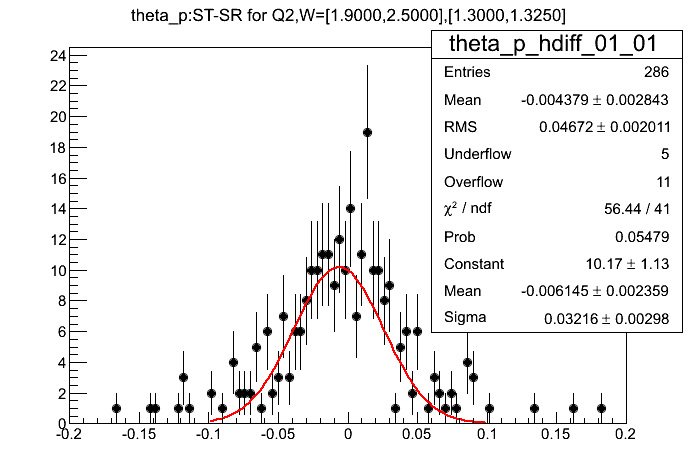 theta_p:ST-SR for Q2,W=[1.9000,2.5000],[1.3000,1.3250]
theta_p_hdiff_01_01
Entries 286
Mean -0.004379 ± 0.002843
RMS 0.04672 ± 0.002011
Underflow 5
Overflow 11
χ² / ndf 56.44 / 41
Prob 0.05479
Constant 10.17 ± 1.13
Mean -0.006145 ± 0.002359
Sigma 0.03216 ± 0.00298
24
22
20
18
16
14
12
10
8
6
4
2
0
-0.2 -0.15 -0.1 -0.05 0 0.05 0.1 0.15 0.2